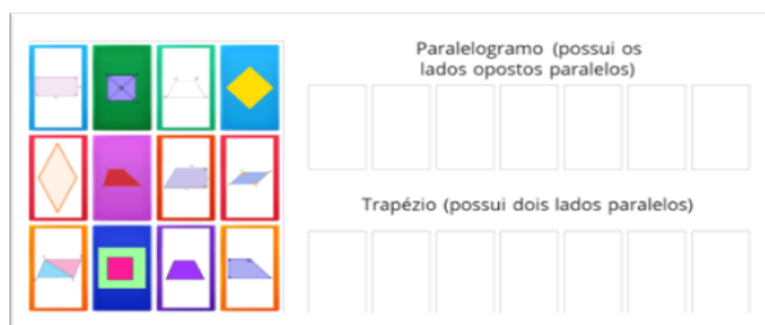 Paralelogramo (possui os
lados opostos paralelos)
Trapézio (possui dois lados paralelos)